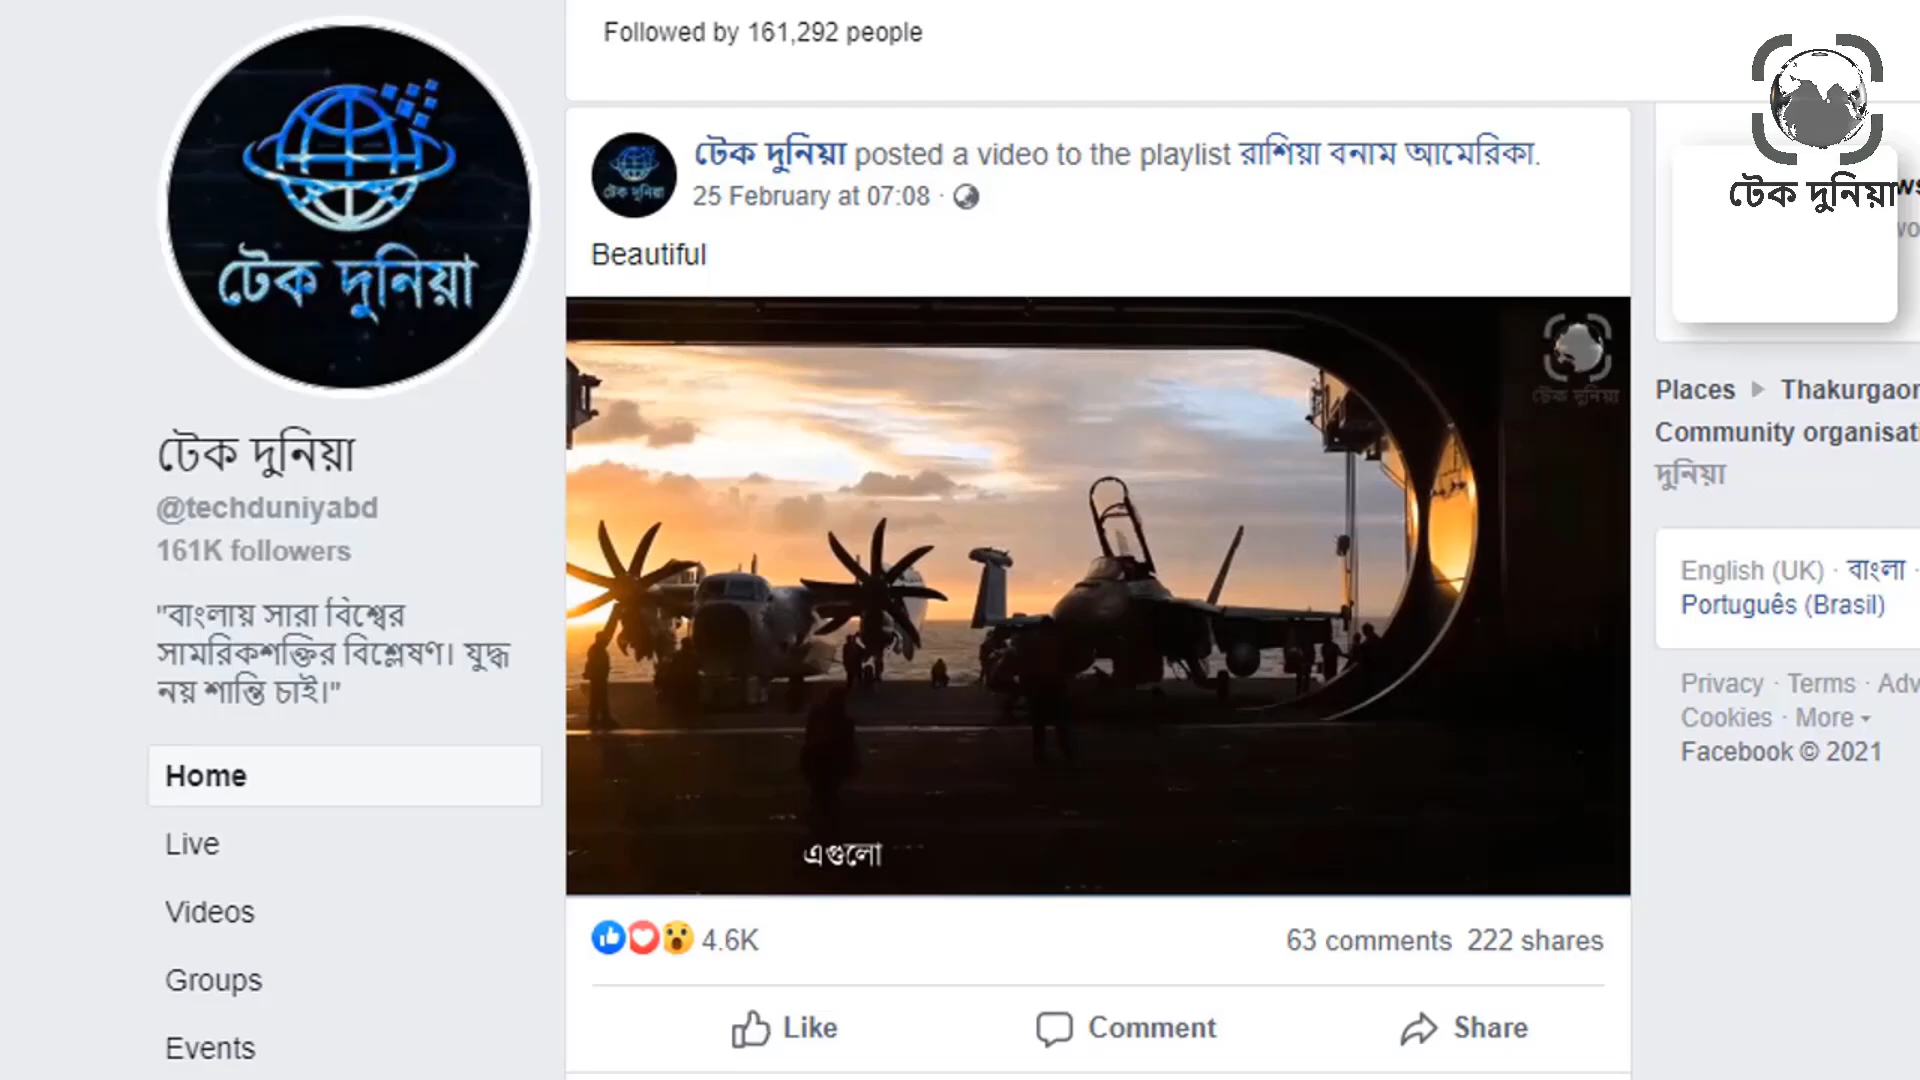 Followed by 161,292 people
টেক দুনিয়া
টেক দুনিয়া posted a video to the playlist রাশিয়া বনাম আমেরিকা.
টেক দুনিয়া
25 February at 07:08 ·
Beautiful
টেক দুনিয়া
টেক দুনিয়া
টেক দুনিয়া
@techduniyabd
161K followers
"বাংলায় সারা বিশ্বের
সামরিকশক্তির বিশ্লেষণ। যুদ্ধ
নয় শান্তি চাই।"
Home
Live
Videos
Groups
Events
এগুলো
4.6K
63 comments 222 shares
Like
Comment
Share
Places
Thakurgaon
Community organisati
দুনিয়া
English (UK) · বাংলা ·
Português (Brasil)
Privacy · Terms · Adv
Cookies · More
Facebook © 2021